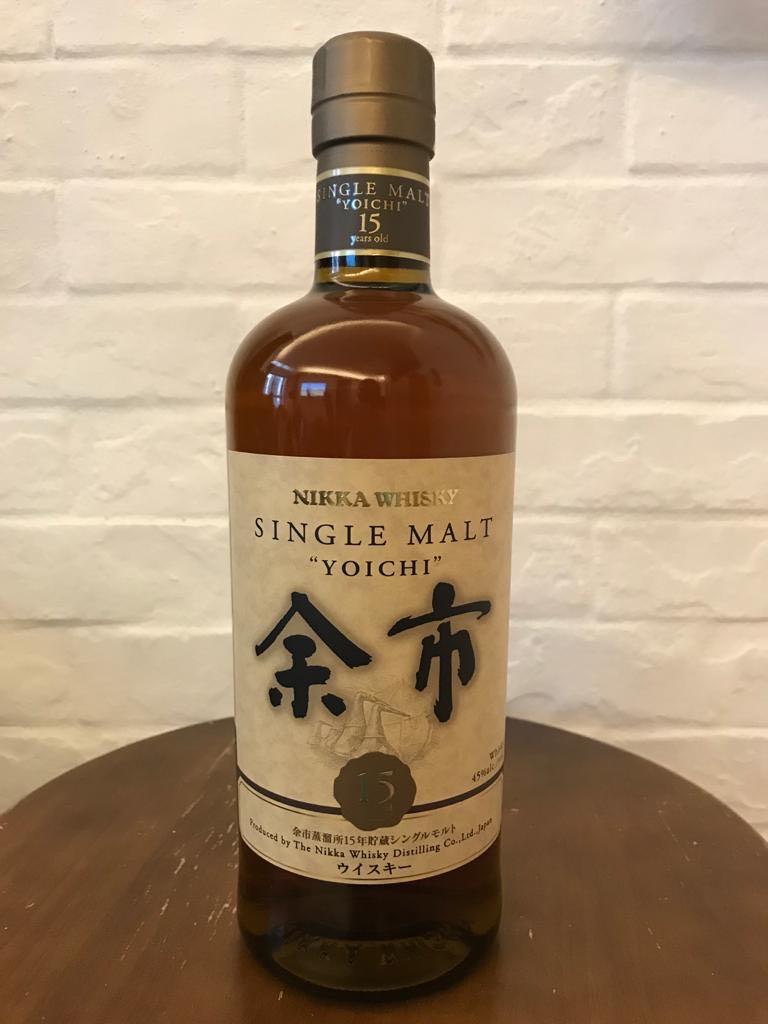 SINGLE MALT
"YOICHI"
15
years old
NIKKA WHISKY
SINGLE MALT
"YOICHI"
余市
45%alc.
15
余市蒸溜所15年貯蔵シングルモルト
Produced by The Nikka Whisky Distilling Co.,Ltd.,Japan
ウイスキー